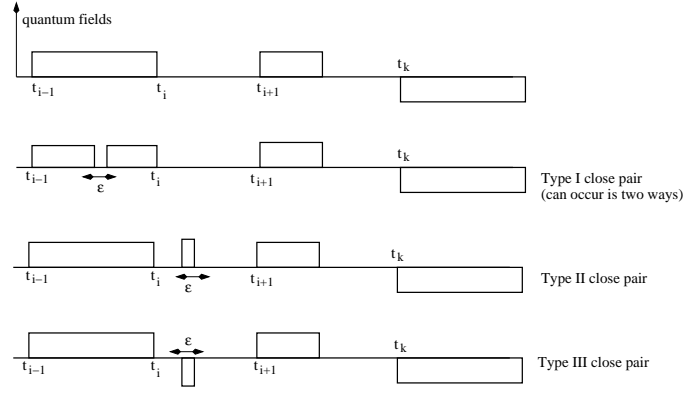 quantum fields
t_k
t_{i−1} t_i t_{i+1}
t_k
t_{i−1} t_i t_{i+1}
ε
Type I close pair
(can occur is two ways)
t_k
t_{i−1} t_i t_{i+1}
ε
Type II close pair
ε
t_k
t_{i−1} t_i t_{i+1}
Type III close pair